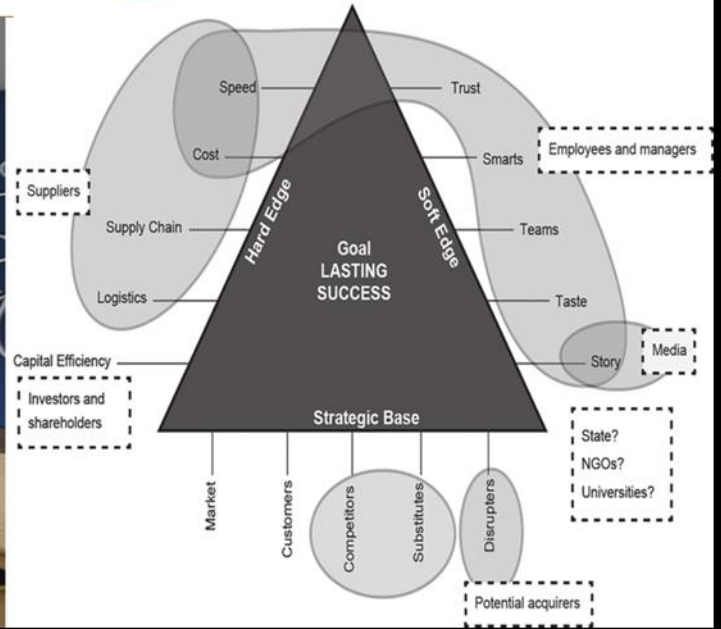 Speed
Trust
Cost
Smarts
Employees and managers
Suppliers
Supply Chain
Hard Edge
Soft Edge
Teams
Goal
LASTING
SUCCESS
Logistics
Taste
Capital Efficiency
Story
Media
Investors and
shareholders
Strategic Base
State?
NGOs?
Universities?
Market
Customers
Competitors
Substitutes
Disrupters
Potential acquirers